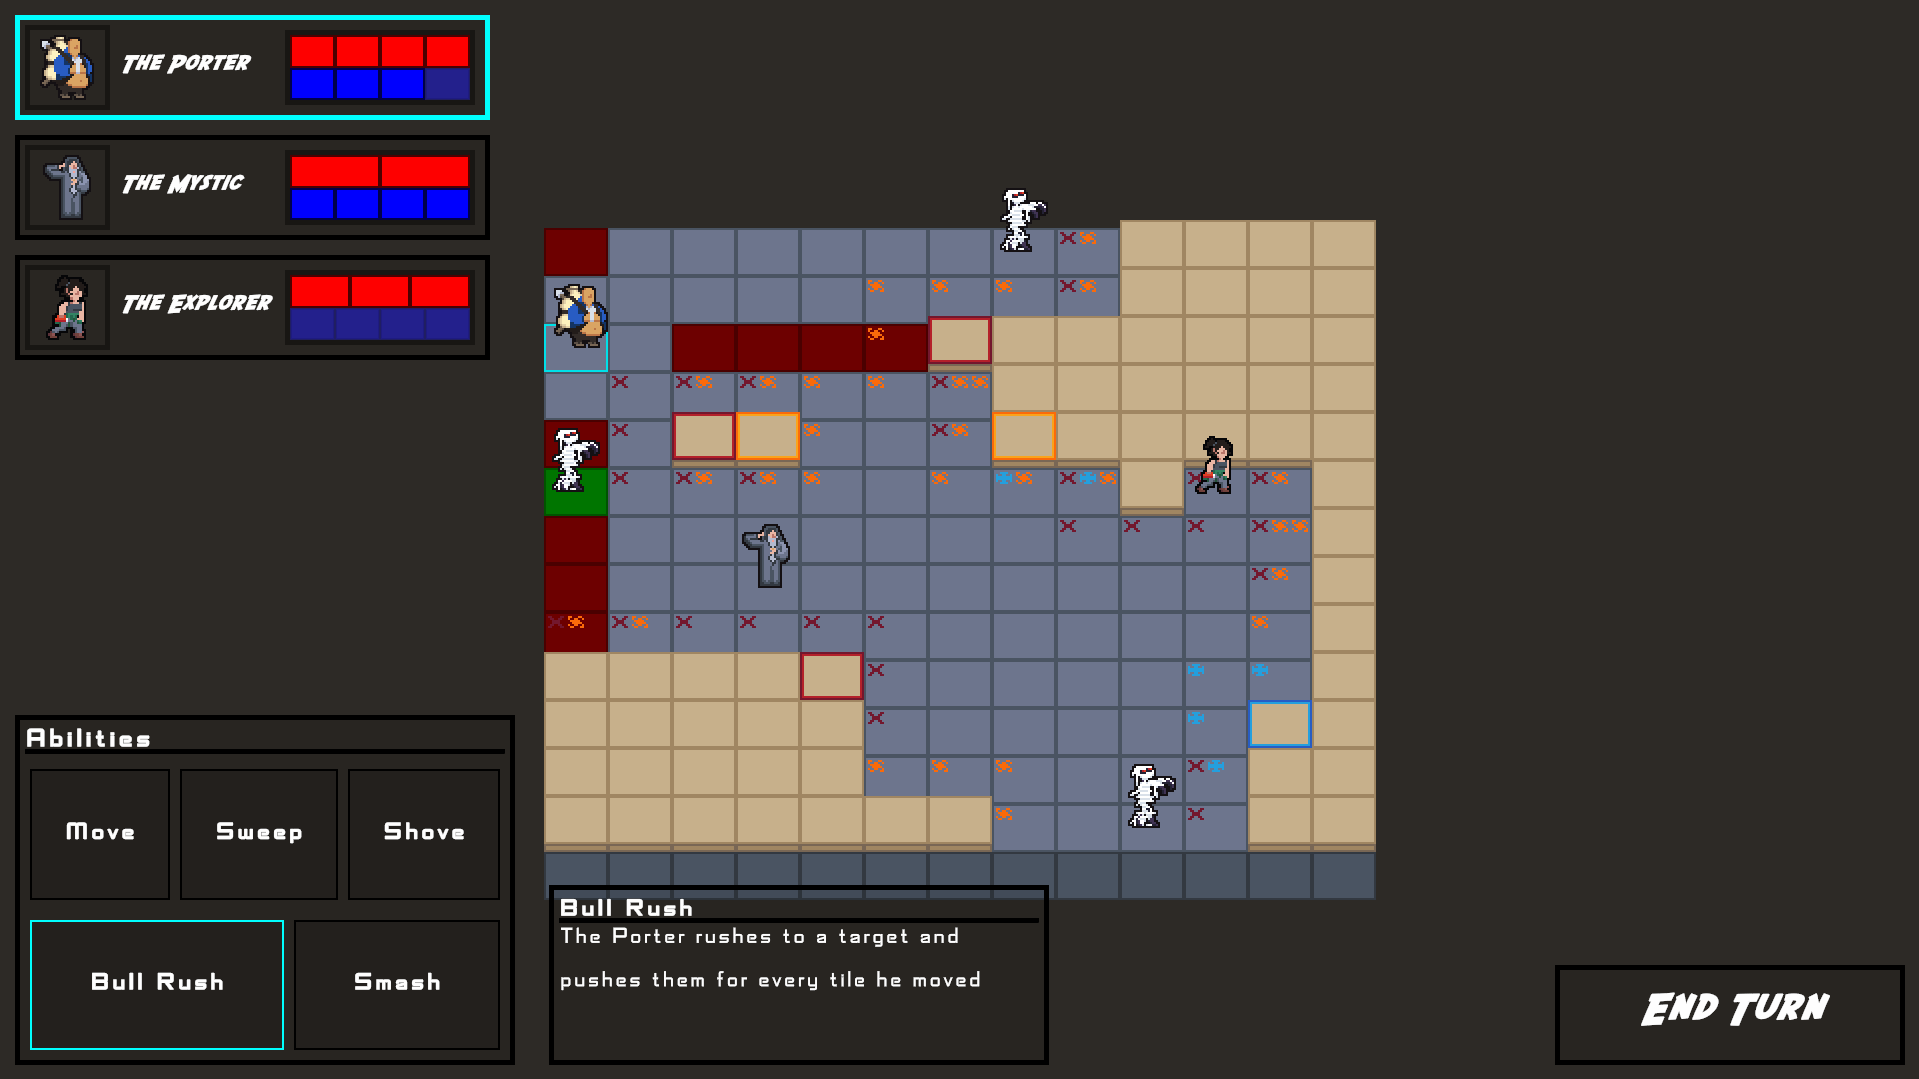 The Porter
The Mystic
The Explorer
Abilities
Move
Sweep
Shove
Bull Rush
Smash
Bull Rush
The Porter rushes to a target and
pushes them for every tile he moved
End Turn